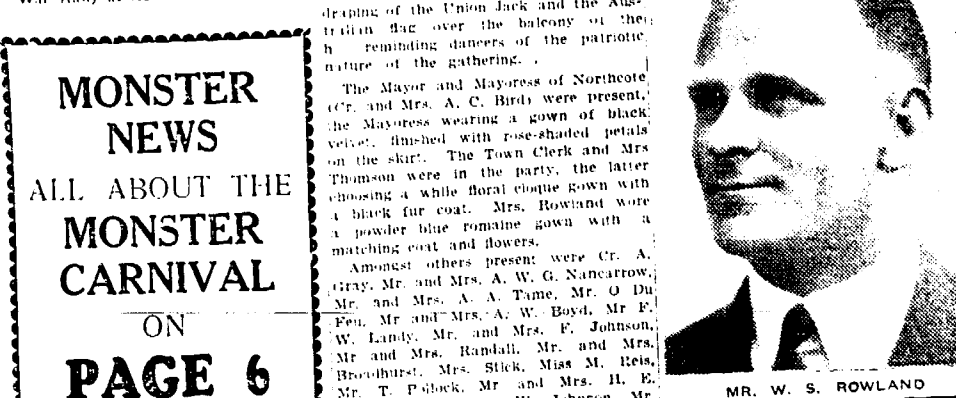 MONSTER
NEWS
ALL ABOUT THE
MONSTER
CARNIVAL
ON
PAGE 6
draping of the Union Jack and the Aus-
tralian flag over the balcony of the
h reminding dancers of the patriotic
nature of the gathering.
The Mayor and Mayoress of Northcote
(Cr. and Mrs. A. C. Bird) were present,
the Mayoress wearing a gown of black
velvet, finished with rose-shaded petals
on the skirt. The Town Clerk and Mrs
Thomson were in the party, the latter
choosing a while floral cloque gown with
a black fur coat. Mrs. Rowland wore
a powder blue romaine gown with a
matching coat and flowers.
Amongst others present were Cr. A.
Gray, Mr. and Mrs. A. W. G. Nancarrow,
Mr. and Mrs. A. A. Tame, Mr. O Du
Feu, Mr and Mrs. A. W. Boyd, Mr F.
W. Landy, Mr. and Mrs. F. Johnson,
Mr and Mrs. Randall, Mr. and Mrs.
Broadhurst, Mrs. Stick, Miss M. Reis,
Mr. T. Pollock, Mr and Mrs. H. E.
MR. W. S. ROWLAND